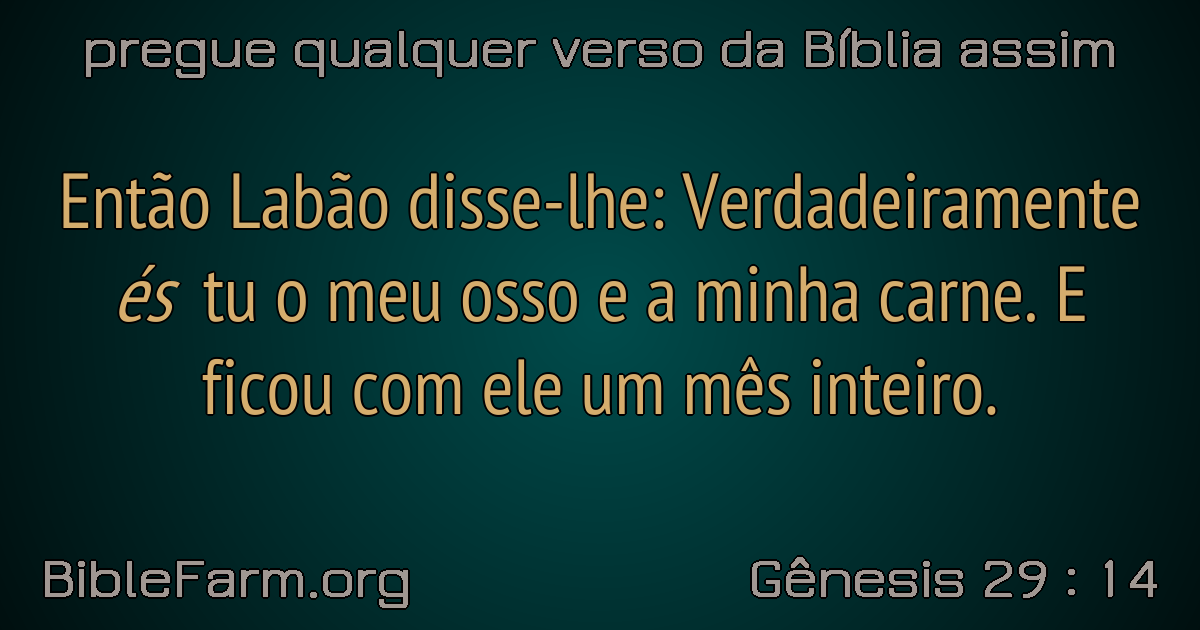 pregue qualquer verso da Bíblia assim
Então Labão disse-lhe: Verdadeiramente
és tu o meu osso e a minha carne. E
ficou com ele um mês inteiro.
BibleFarm.org
Gênesis 29 : 14